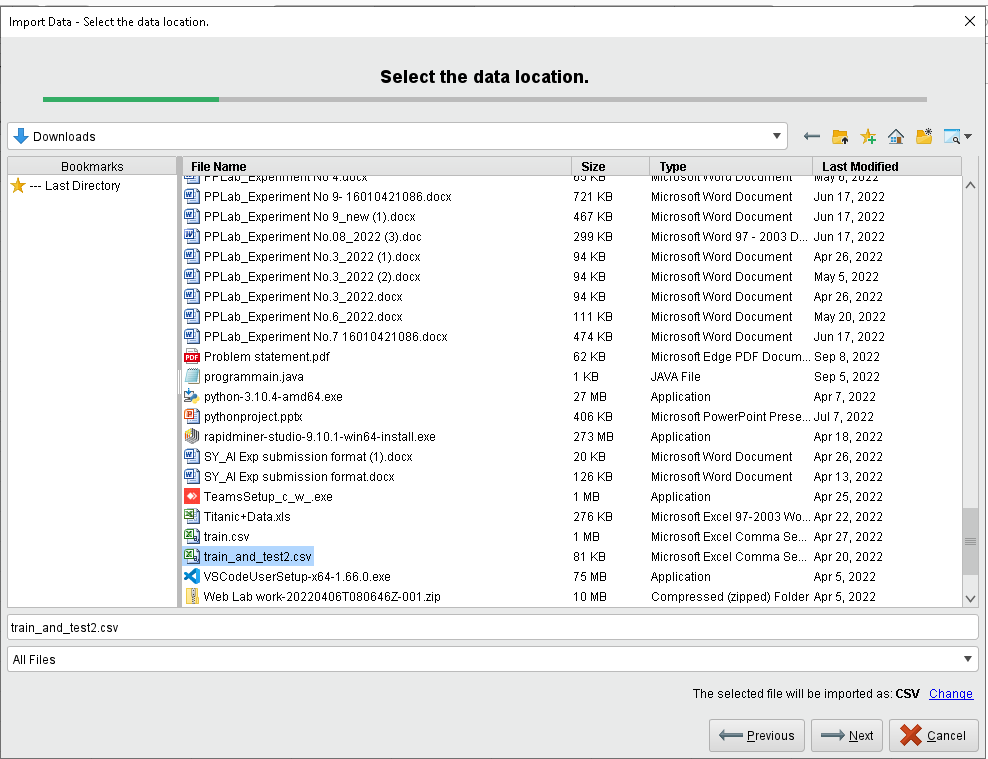 Import Data - Select the data location.
Select the data location.
Downloads
Bookmarks
File Name Size Type Last Modified
--- Last Directory
PPLab_Experiment No 4.docx 65 KB Microsoft Word Document May 6, 2022
PPLab_Experiment No 9- 16010421086.docx 721 KB Microsoft Word Document Jun 17, 2022
PPLab_Experiment No 9_new (1).docx 467 KB Microsoft Word Document Jun 17, 2022
PPLab_Experiment No.08_2022 (3).doc 299 KB Microsoft Word 97 - 2003 D... Jun 17, 2022
PPLab_Experiment No.3_2022 (1).docx 94 KB Microsoft Word Document Apr 26, 2022
PPLab_Experiment No.3_2022 (2).docx 94 KB Microsoft Word Document May 5, 2022
PPLab_Experiment No.3_2022.docx 94 KB Microsoft Word Document Apr 26, 2022
PPLab_Experiment No.6_2022.docx 111 KB Microsoft Word Document May 20, 2022
PPLab_Experiment No.7 16010421086.docx 474 KB Microsoft Word Document Jun 17, 2022
Problem statement.pdf 62 KB Microsoft Edge PDF Docum... Sep 8, 2022
programmain.java 1 KB JAVA File Sep 5, 2022
python-3.10.4-amd64.exe 27 MB Application Apr 7, 2022
pythonproject.pptx 406 KB Microsoft PowerPoint Prese... Jul 7, 2022
rapidminer-studio-9.10.1-win64-install.exe 273 MB Application Apr 18, 2022
SY_AI Exp submission format (1).docx 20 KB Microsoft Word Document Apr 26, 2022
SY_AI Exp submission format.docx 126 KB Microsoft Word Document Apr 13, 2022
TeamsSetup_c_w_.exe 1 MB Application Apr 25, 2022
Titanic+Data.xls 276 KB Microsoft Excel 97-2003 Wo... Apr 22, 2022
train.csv 1 MB Microsoft Excel Comma Se... Apr 27, 2022
train_and_test2.csv 81 KB Microsoft Excel Comma Se... Apr 20, 2022
VSCodeUserSetup-x64-1.66.0.exe 75 MB Application Apr 5, 2022
Web Lab work-20220406T080646Z-001.zip 10 MB Compressed (zipped) Folder Apr 5, 2022
train_and_test2.csv
All Files
The selected file will be imported as: CSV Change
Previous Next Cancel